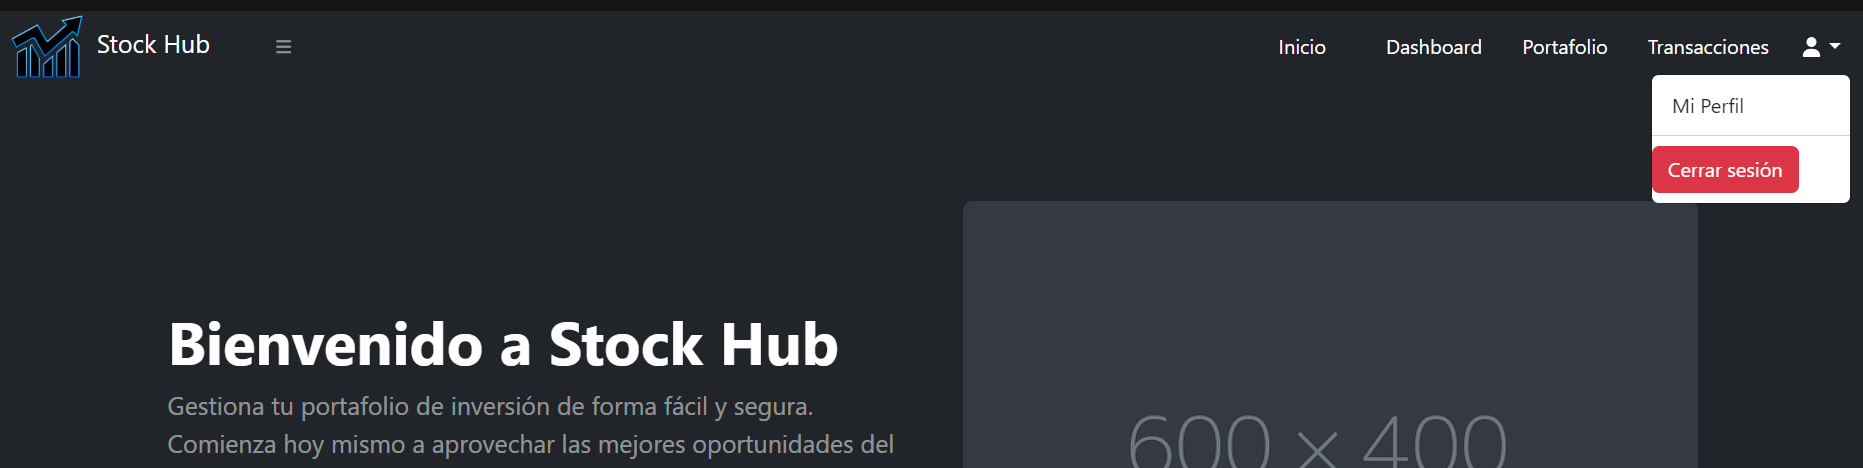 Stock Hub
Inicio
Dashboard
Portafolio
Transacciones
Mi Perfil
Cerrar sesión
Bienvenido a Stock Hub
Gestiona tu portafolio de inversión de forma fácil y segura.
Comienza hoy mismo a aprovechar las mejores oportunidades del
600 × 400